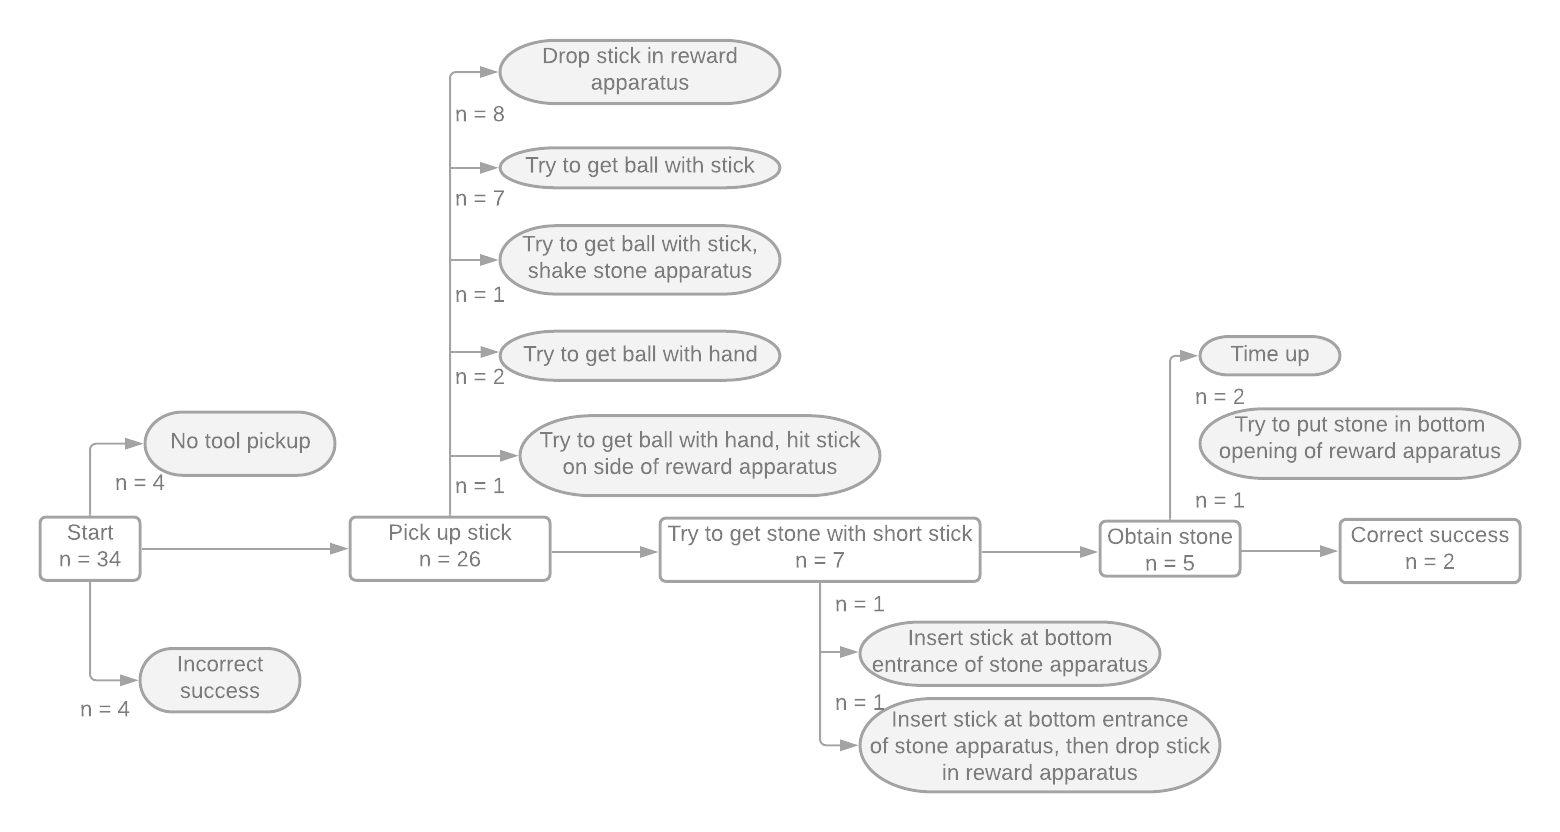 Drop stick in reward
apparatus
n = 8
Try to get ball with stick
n = 7
Try to get ball with stick,
shake stone apparatus
n = 1
Try to get ball with hand
n = 2
Try to get ball with hand, hit stick
on side of reward apparatus
n = 1
No tool pickup
n = 4
Start
n = 34
Incorrect
success
n = 4
Pick up stick
n = 26
Try to get stone with short stick
n = 7
n = 1
Insert stick at bottom
entrance of stone apparatus
n = 1
Insert stick at bottom entrance
of stone apparatus, then drop stick
in reward apparatus
Time up
n = 2
Try to put stone in bottom
opening of reward apparatus
n = 1
Obtain stone
n = 5
Correct success
n = 2